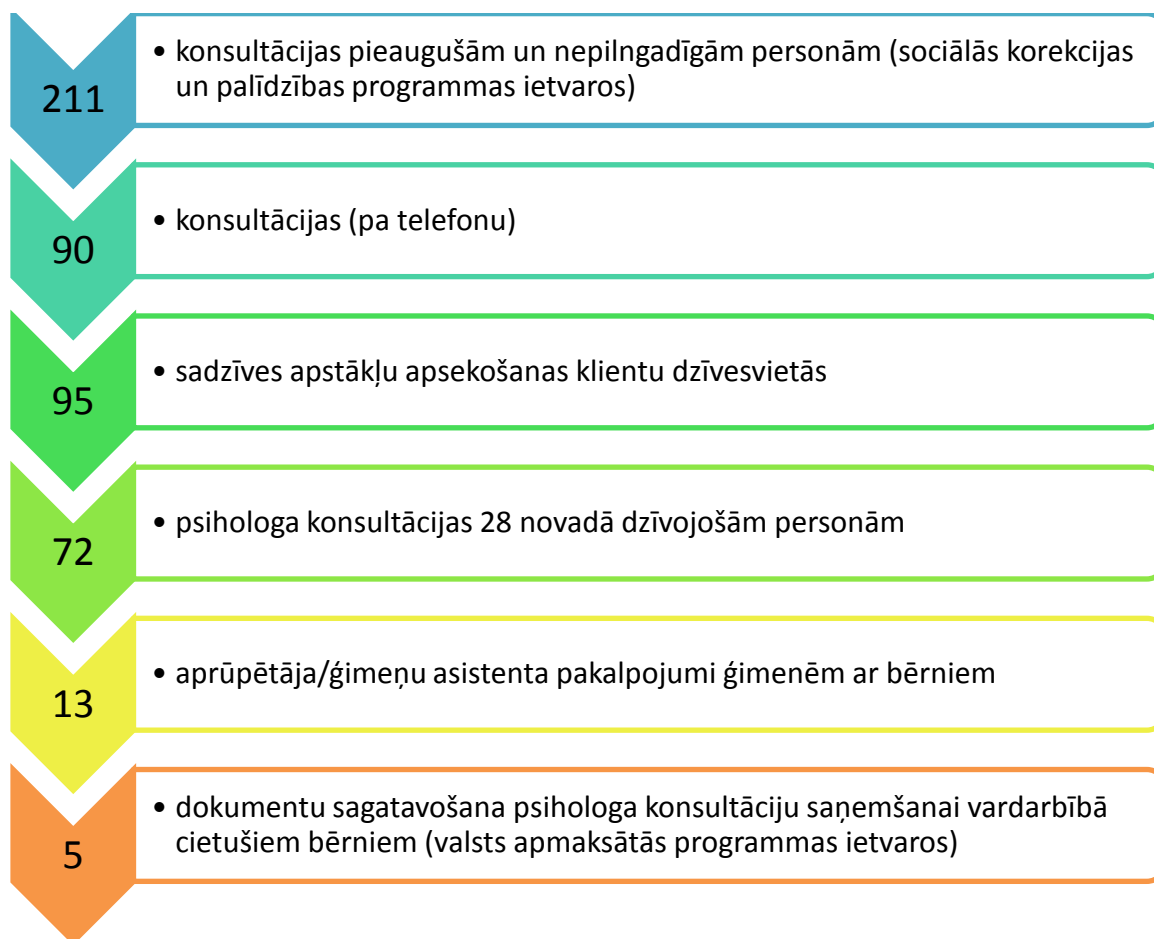 211
• konsultācijas pieaugušām un nepilngadīgām personām (sociālās korekcijas
un palīdzības programmas ietvaros)
90
• konsultācijas (pa telefonu)
95
• sadzīves apstākļu apsekošanas klientu dzīvesvietās
72
• psihologa konsultācijas 28 novadā dzīvojošām personām
13
• aprūpētāja/ģimeņu asistenta pakalpojumi ģimenēm ar bērniem
5
• dokumentu sagatavošana psihologa konsultāciju saņemšanai vardarbībā
cietušiem bērniem (valsts apmaksātās programmas ietvaros)